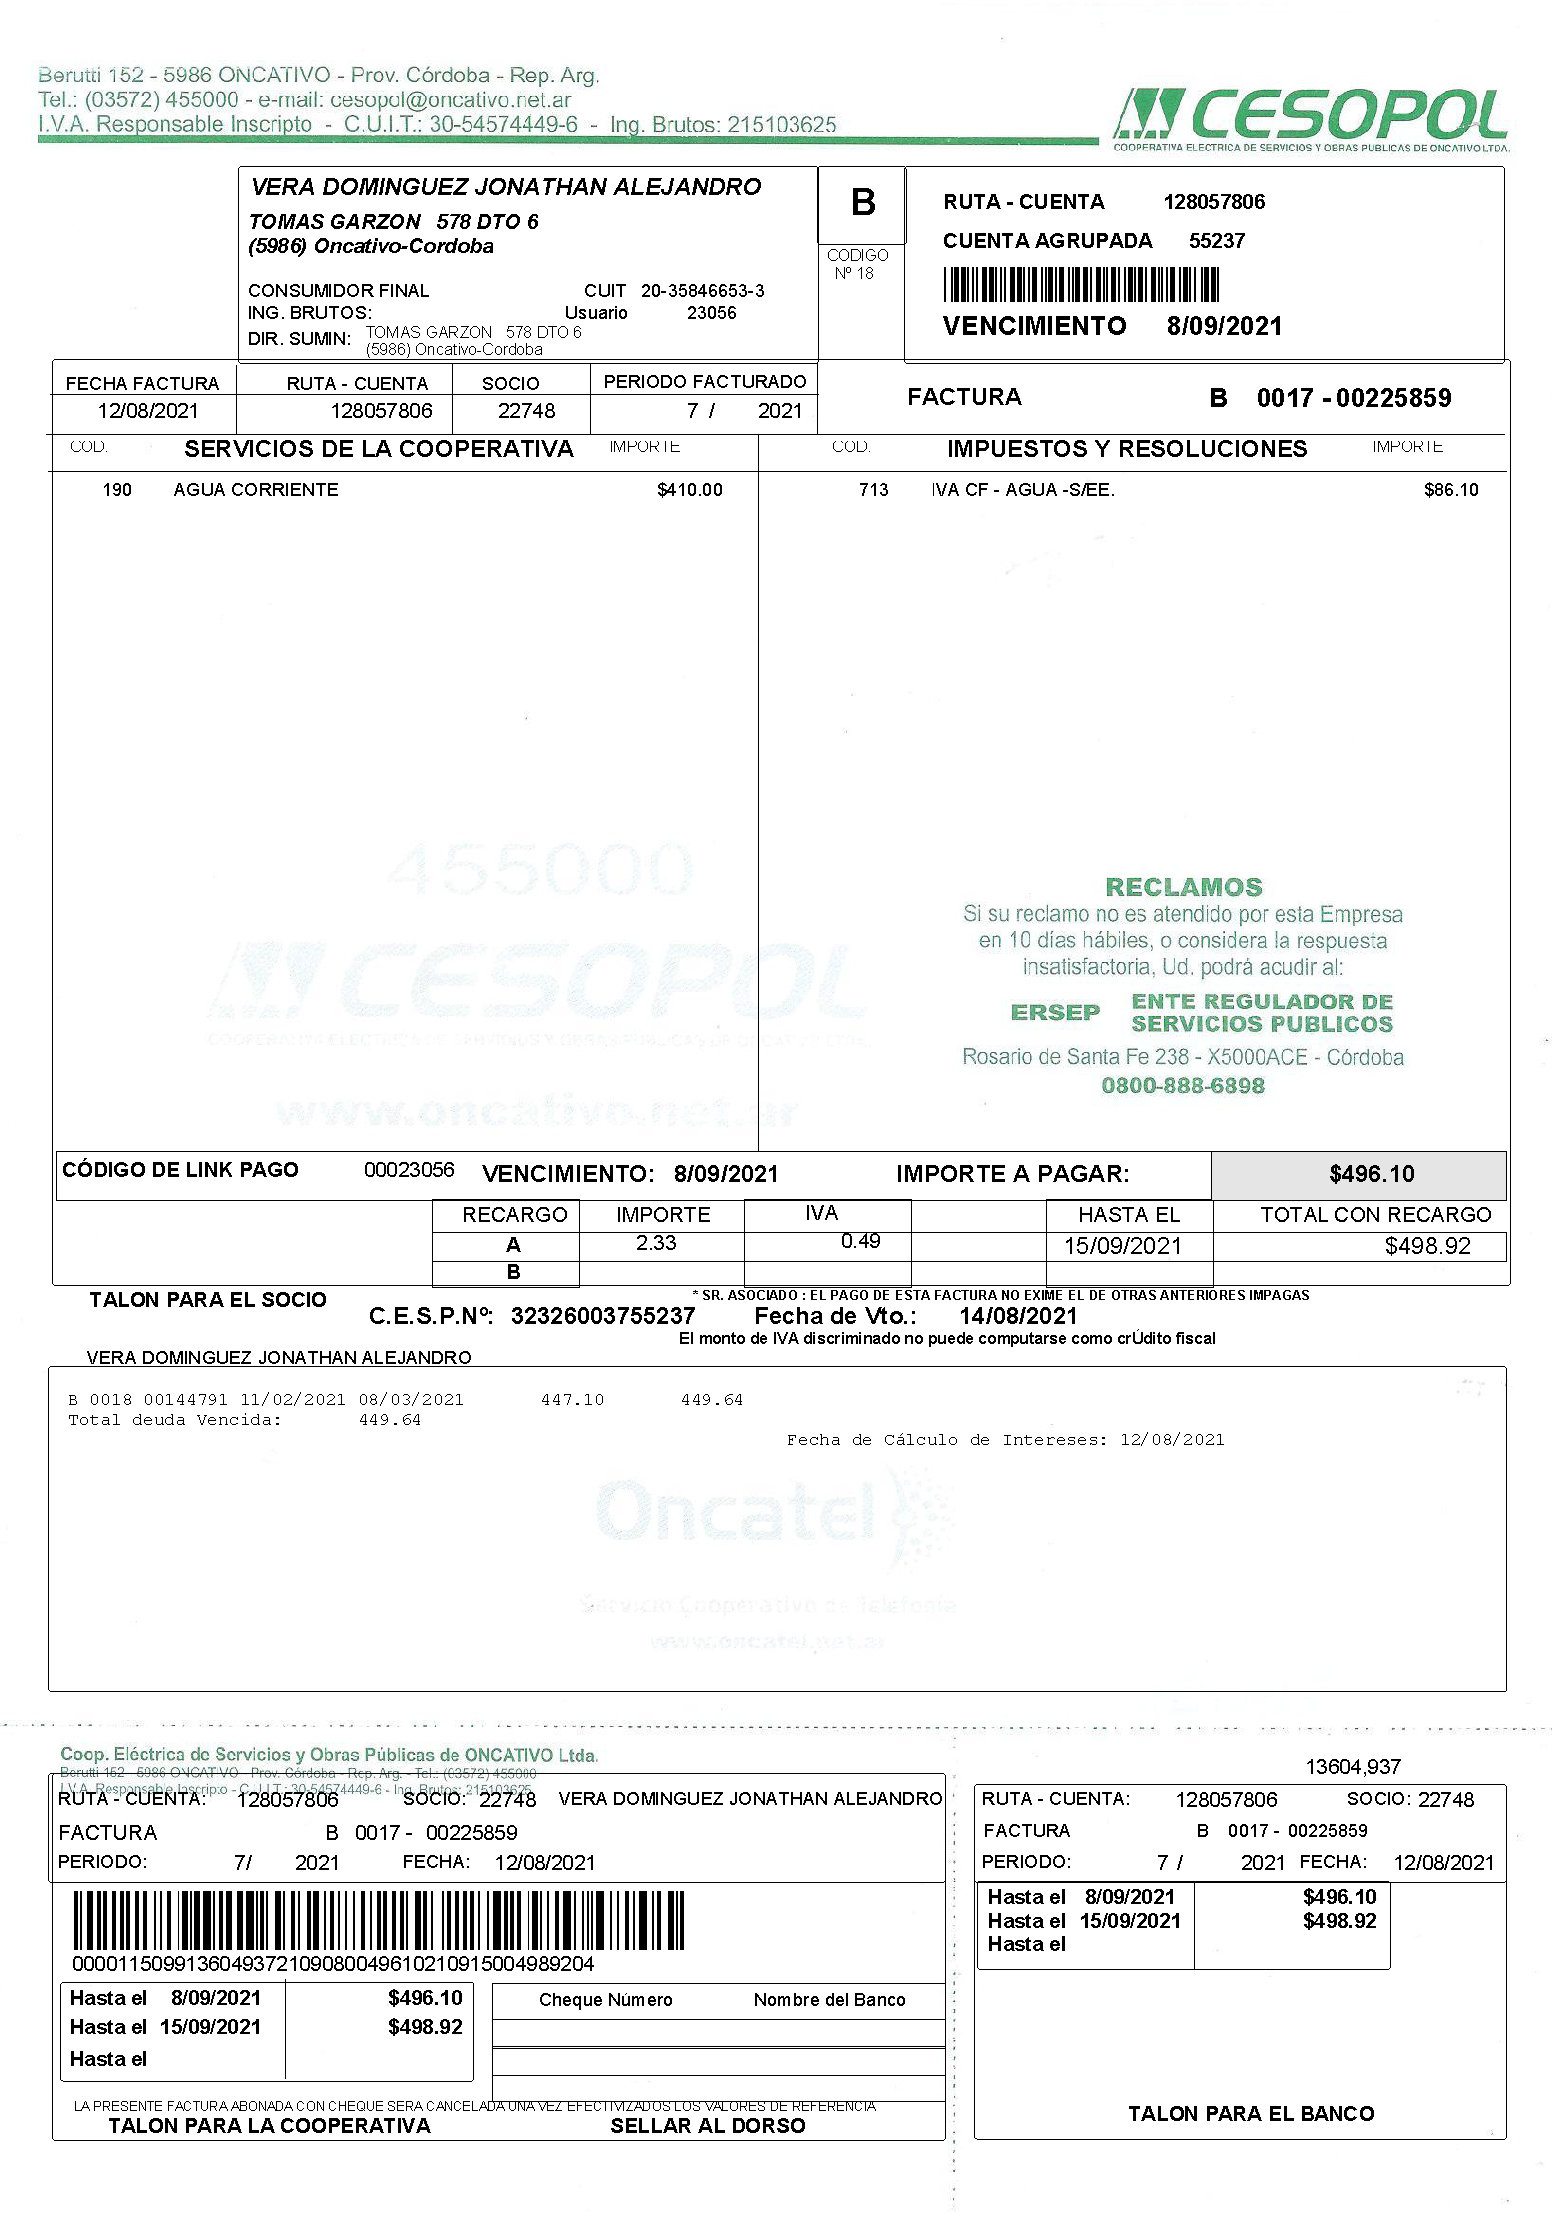 Berutti 152 - 5986 ONCATIVO - Prov. Córdoba - Rep. Arg.
Tel.: (03572) 455000 - e-mail: cesopol@oncativo.net.ar
I.V.A. Responsable Inscripto - C.U.I.T.: 30-54574449-6 - Ing. Brutos: 215103625
CESOPOL
COOPERATIVA ELECTRICA DE SERVICIOS Y OBRAS PUBLICAS DE ONCATIVO LTDA.
VERA DOMINGUEZ JONATHAN ALEJANDRO
TOMAS GARZON 578 DTO 6
(5986) Oncativo-Cordoba
CONSUMIDOR FINAL CUIT 20-35846653-3
ING. BRUTOS: Usuario 23056
DIR. SUMIN: TOMAS GARZON 578 DTO 6
(5986) Oncativo-Cordoba
B
CODIGO
Nº 18
RUTA - CUENTA 128057806
CUENTA AGRUPADA 55237
VENCIMIENTO 8/09/2021
FECHA FACTURA RUTA - CUENTA SOCIO PERIODO FACTURADO
12/08/2021 128057806 22748 7 / 2021
FACTURA B 0017 - 00225859
COD. SERVICIOS DE LA COOPERATIVA IMPORTE COD. IMPUESTOS Y RESOLUCIONES IMPORTE
190 AGUA CORRIENTE $410.00 713 IVA CF - AGUA -S/EE. $86.10
455000
CESOPOL
COOPERATIVA ELECTRICA DE SERVICIOS Y OBRAS PUBLICAS DE ONCATIVO LTDA.
www.oncativo.net.ar
RECLAMOS
Si su reclamo no es atendido por esta Empresa
en 10 días hábiles, o considera la respuesta
insatisfactoria, Ud. podrá acudir al:
ERSEP ENTE REGULADOR DE
SERVICIOS PUBLICOS
Rosario de Santa Fe 238 - X5000ACE - Córdoba
0800-888-6898
CÓDIGO DE LINK PAGO 00023056 VENCIMIENTO: 8/09/2021 IMPORTE A PAGAR: $496.10
RECARGO IMPORTE IVA HASTA EL TOTAL CON RECARGO
A 2.33 0.49 15/09/2021 $498.92
B
TALON PARA EL SOCIO * SR. ASOCIADO : EL PAGO DE ESTA FACTURA NO EXIME EL DE OTRAS ANTERIORES IMPAGAS
C.E.S.P.Nº: 32326003755237 Fecha de Vto.: 14/08/2021
El monto de IVA discriminado no puede computarse como crÚdito fiscal
VERA DOMINGUEZ JONATHAN ALEJANDRO
B 0018 00144791 11/02/2021 08/03/2021 447.10 449.64
Total deuda Vencida: 449.64
Fecha de Cálculo de Intereses: 12/08/2021
Oncatel
Servicio Cooperativo de Telefonía
www.oncatel.net.ar
Coop. Eléctrica de Servicios y Obras Públicas de ONCATIVO Ltda.
Berutti 152 - 5986 ONCATIVO - Prov. Córdoba - Rep. Arg. - Tel.: (03572) 455000
I.V.A. Responsable Inscripto - C.U.I.T.: 30-54574449-6 - Ing. Brutos: 215103625
RUTA - CUENTA: 128057806 SOCIO: 22748 VERA DOMINGUEZ JONATHAN ALEJANDRO
FACTURA B 0017 - 00225859
PERIODO: 7/ 2021 FECHA: 12/08/2021
000011509913604937210908004961021091500498920­4
Hasta el 8/09/2021 $496.10
Hasta el 15/09/2021 $498.92
Hasta el
Cheque Número Nombre del Banco
LA PRESENTE FACTURA ABONADA CON CHEQUE SERA CANCELADA UNA VEZ EFECTIVIZADOS LOS VALORES DE REFERENCIA
TALON PARA LA COOPERATIVA SELLAR AL DORSO
13604,937
RUTA - CUENTA: 128057806 SOCIO: 22748
FACTURA B 0017 - 00225859
PERIODO: 7 / 2021 FECHA: 12/08/2021
Hasta el 8/09/2021 $496.10
Hasta el 15/09/2021 $498.92
Hasta el
TALON PARA EL BANCO